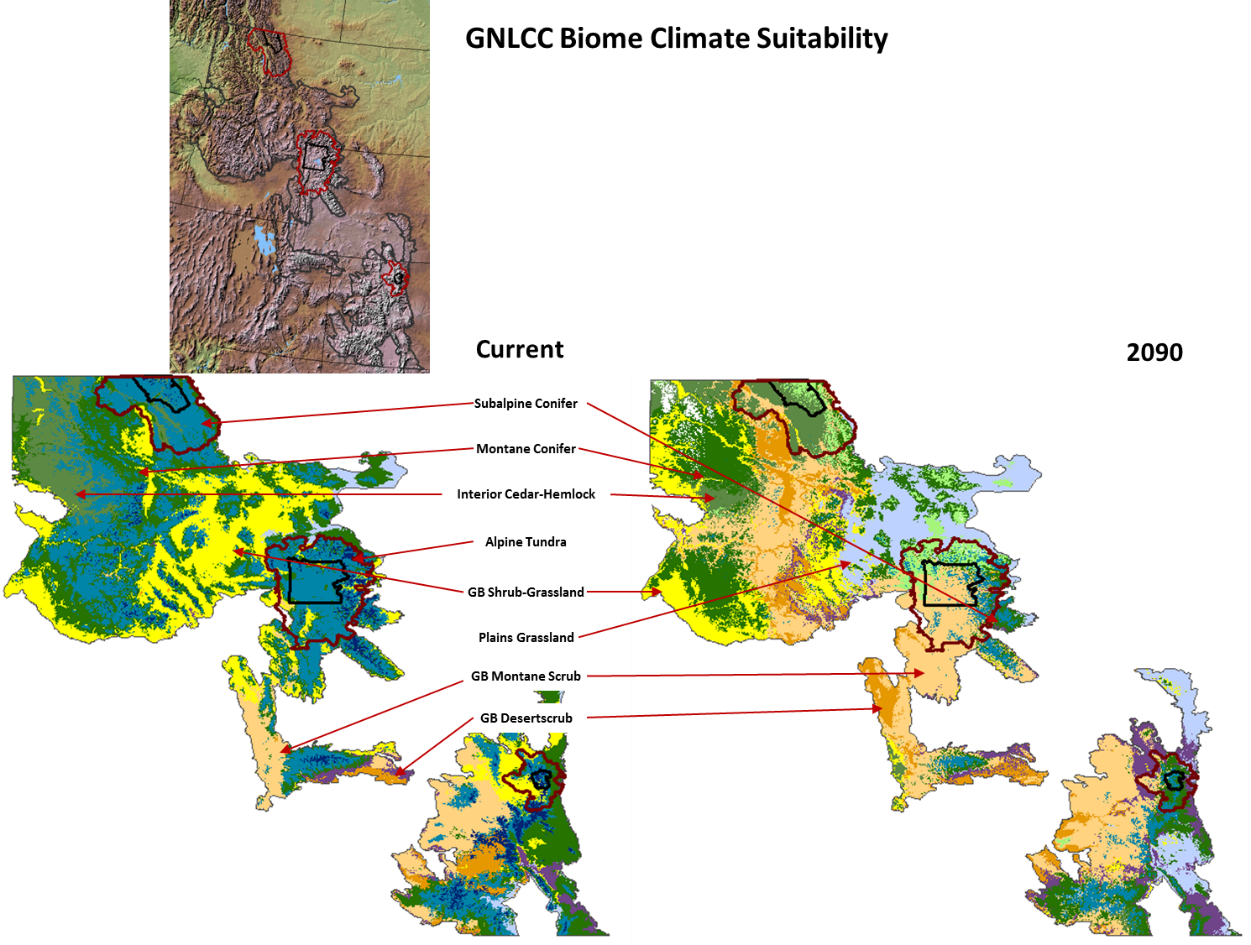 GNLCC Biome Climate Suitability
Current
2090
Subalpine Conifer
Montane Conifer
Interior Cedar-Hemlock
Alpine Tundra
GB Shrub-Grassland
Plains Grassland
GB Montane Scrub
GB Desertscrub